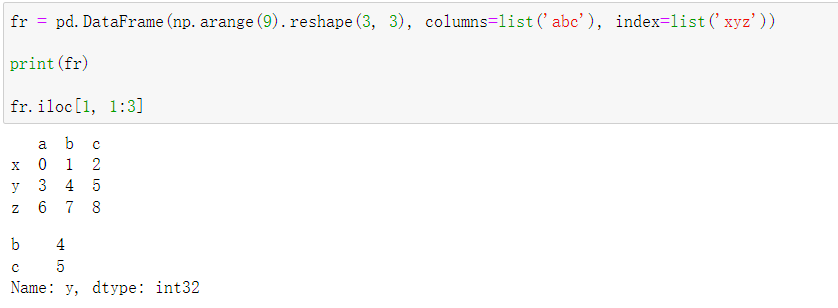 fr = pd.DataFrame(np.arange(9).reshape(3, 3), columns=list('abc'), index=list('xyz'))
print(fr)
fr.iloc[1, 1:3]
a b c
x 0 1 2
y 3 4 5
z 6 7 8
b 4
c 5
Name: y, dtype: int32